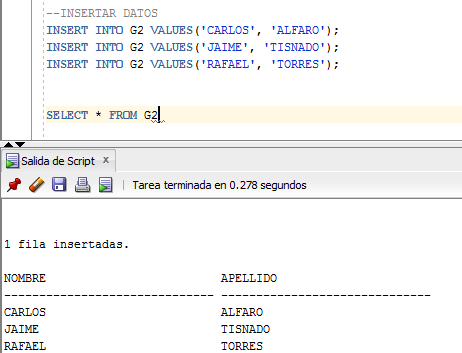 --INSERTAR DATOS
INSERT INTO G2 VALUES('CARLOS', 'ALFARO');
INSERT INTO G2 VALUES('JAIME', 'TISNADO');
INSERT INTO G2 VALUES('RAFAEL', 'TORRES');
SELECT * FROM G2
Salida de Script x
Tarea terminada en 0.278 segundos
1 fila insertadas.
NOMBRE APELLIDO
------------------------------ ------------------------------
CARLOS ALFARO
JAIME TISNADO
RAFAEL TORRES